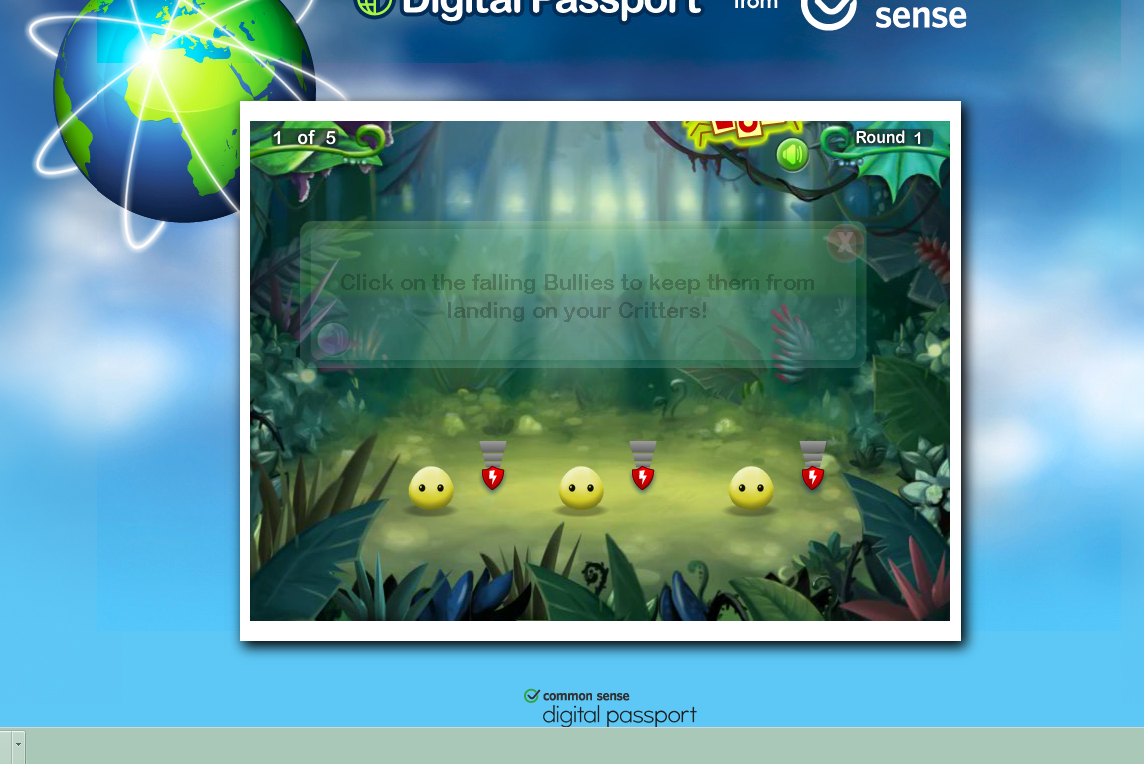 Digital Passport
from
sense
1 of 5
Round 1
X
Click on the falling Bullies to keep them from
landing on your Critters!
common sense
digital passport